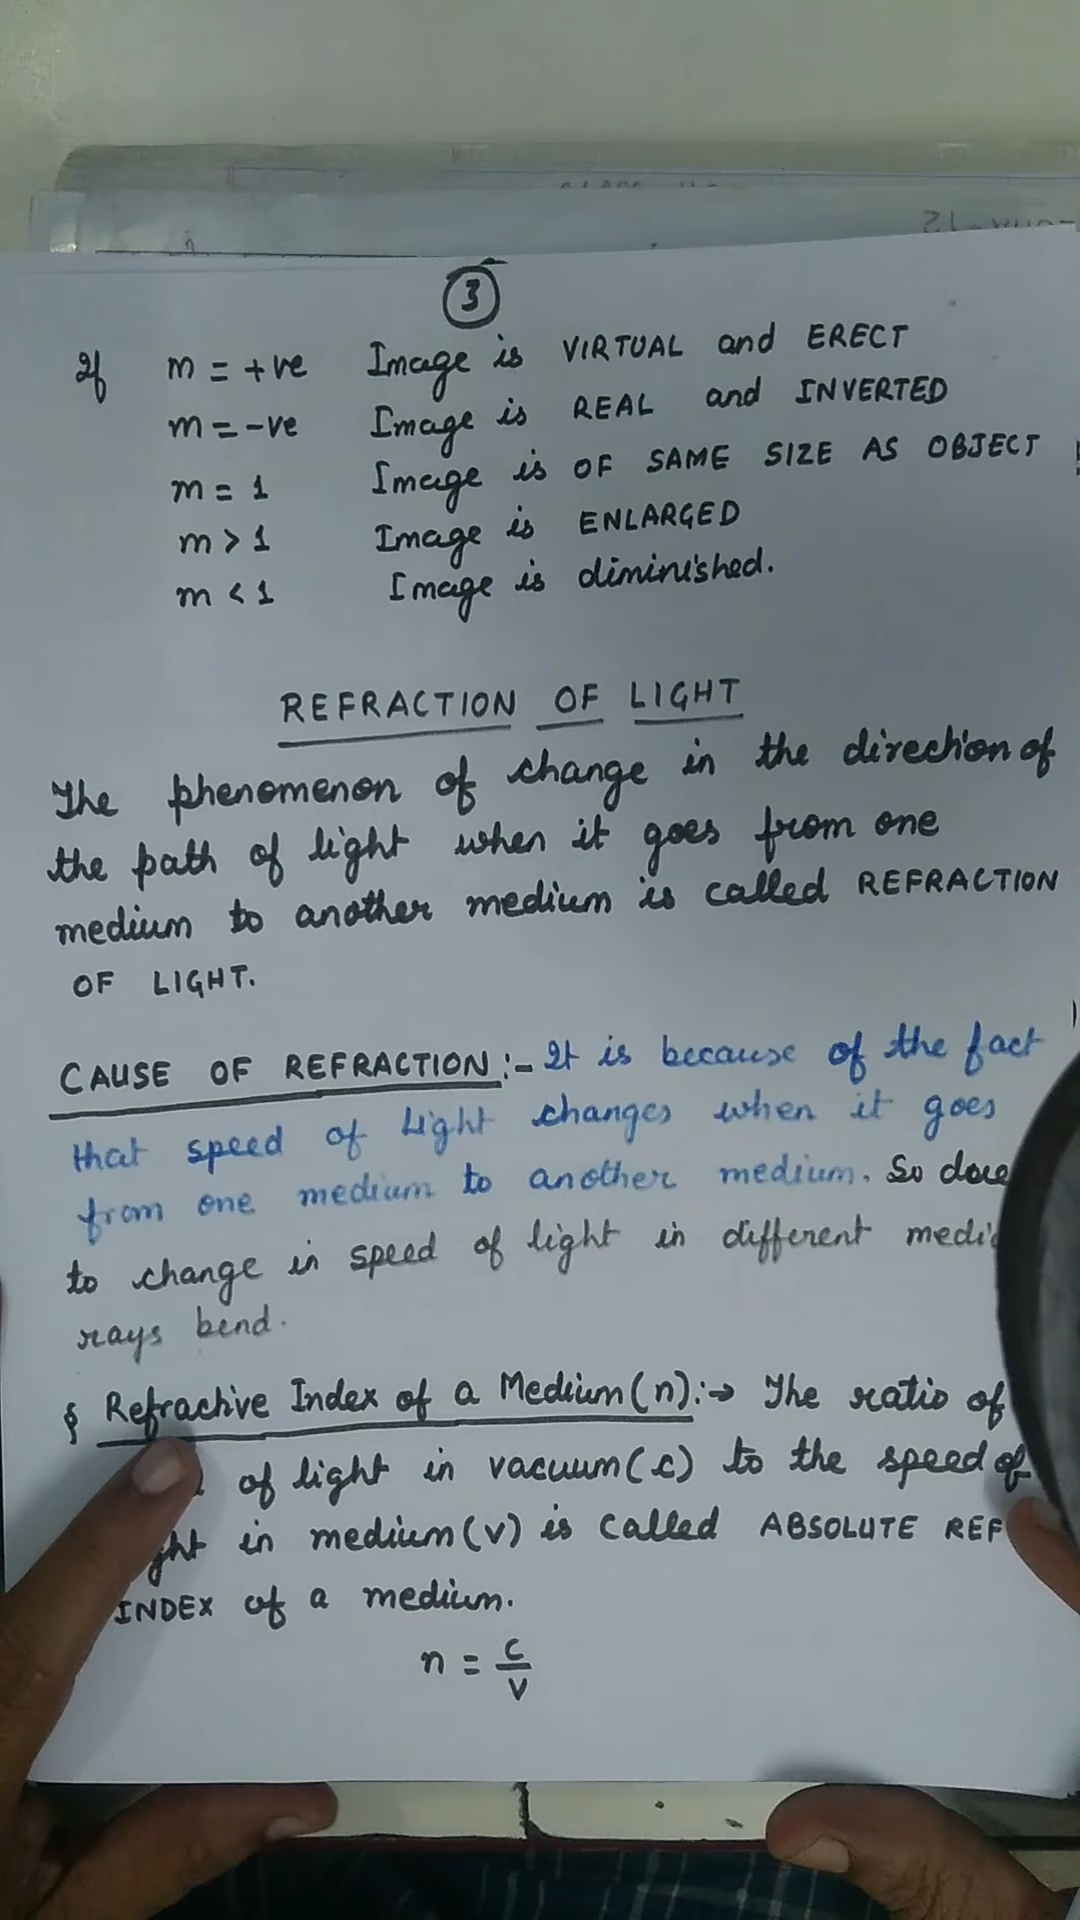 3
If m = +ve Image is VIRTUAL and ERECT
m = -ve Image is REAL and INVERTED
m = 1 Image is OF SAME SIZE AS OBJECT
m > 1 Image is ENLARGED
m < 1 Image is diminished.
REFRACTION OF LIGHT
The phenomenon of change in the direction of
the path of light when it goes from one
medium to another medium is called REFRACTION
OF LIGHT.
CAUSE OF REFRACTION :- It is because of the fact
that speed of light changes when it goes
from one medium to another medium. So
to change in speed of light in different
rays bend.
§ Refractive Index of a Medium (n) :→ The ratio of
of light in vacuum (c) to the speed of
in medium (v) is called ABSOLUTE REF
INDEX of a medium.
n = c/v